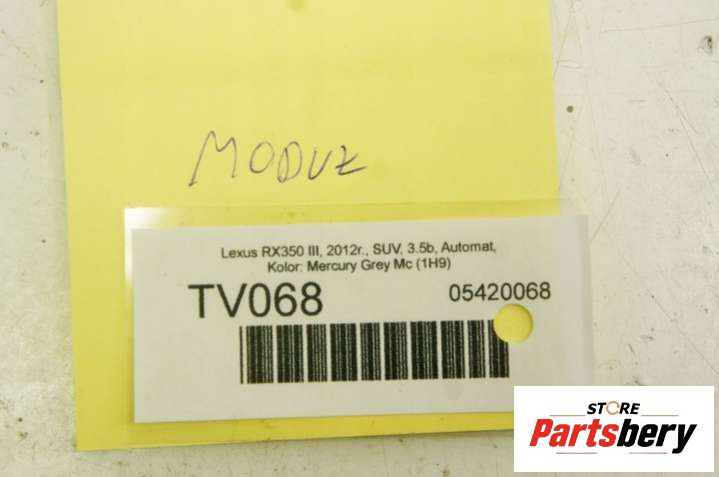 MODUŁ
Lexus RX350 III, 2012r., SUV, 3.5b, Automat,
Kolor: Mercury Grey Mc (1H9)
TV068 05420068
STORE
Partsbery